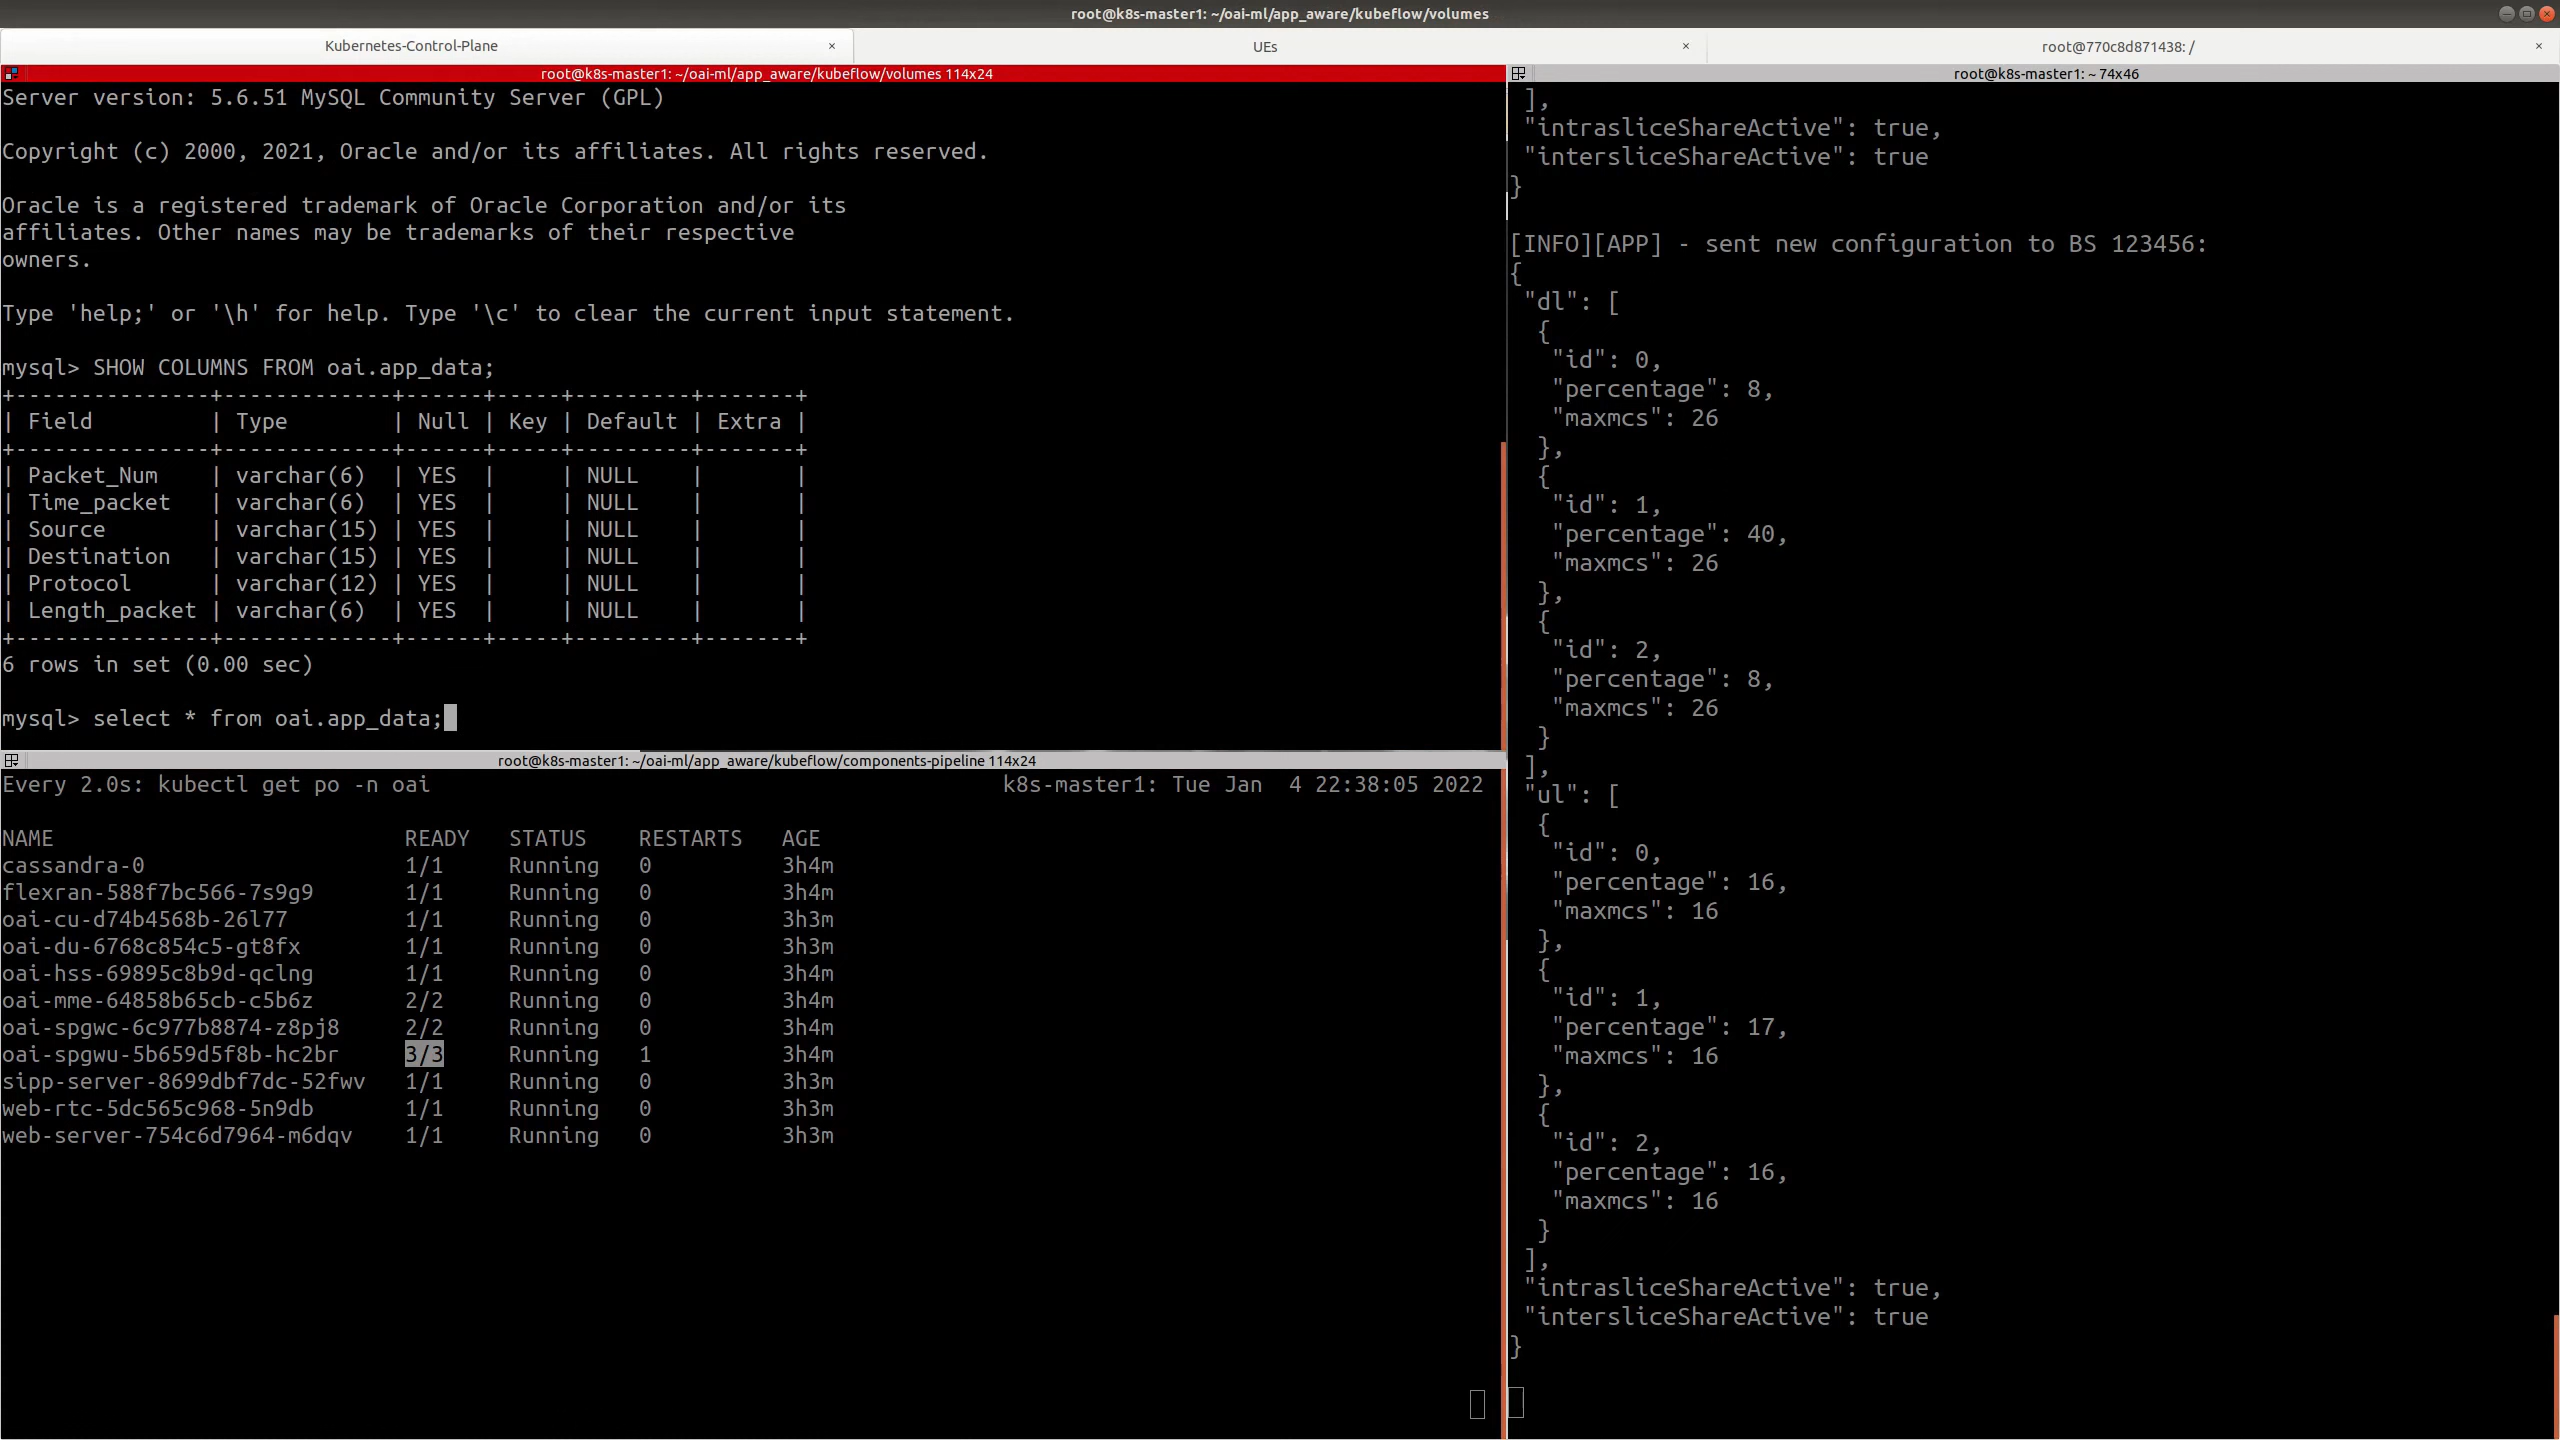 root@k8s-master1: ~/oai-ml/app_aware/kubeflow/volumes
Kubernetes-Control-Plane ×
UEs ×
root@770c8d871438: / ×
root@k8s-master1: ~/oai-ml/app_aware/kubeflow/volumes 114x24
Server version: 5.6.51 MySQL Community Server (GPL)
Copyright (c) 2000, 2021, Oracle and/or its affiliates. All rights reserved.
Oracle is a registered trademark of Oracle Corporation and/or its
affiliates. Other names may be trademarks of their respective
owners.
Type 'help;' or '\h' for help. Type '\c' to clear the current input statement.
mysql> SHOW COLUMNS FROM oai.app_data;
+---------------+-------------+------+-----+---------+-------+
| Field         | Type        | Null | Key | Default | Extra |
+---------------+-------------+------+-----+---------+-------+
| Packet_Num    | varchar(6)  | YES  |     | NULL    |       |
| Time_packet   | varchar(6)  | YES  |     | NULL    |       |
| Source        | varchar(15) | YES  |     | NULL    |       |
| Destination   | varchar(15) | YES  |     | NULL    |       |
| Protocol      | varchar(12) | YES  |     | NULL    |       |
| Length_packet | varchar(6)  | YES  |     | NULL    |       |
+---------------+-------------+------+-----+---------+-------+
6 rows in set (0.00 sec)
mysql> select * from oai.app_data;
root@k8s-master1: ~/oai-ml/app_aware/kubeflow/components-pipeline 114x24
Every 2.0s: kubectl get po -n oai k8s-master1: Tue Jan  4 22:38:05 2022
NAME                           READY   STATUS    RESTARTS   AGE
cassandra-0                    1/1     Running   0          3h4m
flexran-588f7bc566-7s9g9       1/1     Running   0          3h4m
oai-cu-d74b4568b-26l77         1/1     Running   0          3h3m
oai-du-6768c854c5-gt8fx        1/1     Running   0          3h3m
oai-hss-69895c8b9d-qclng       1/1     Running   0          3h4m
oai-mme-64858b65cb-c5b6z       2/2     Running   0          3h4m
oai-spgwc-6c977b8874-z8pj8     2/2     Running   0          3h4m
oai-spgwu-5b659d5f8b-hc2br     3/3     Running   1          3h4m
sipp-server-8699dbf7dc-52fwv   1/1     Running   0          3h3m
web-rtc-5dc565c968-5n9db       1/1     Running   0          3h3m
web-server-754c6d7964-m6dqv    1/1     Running   0          3h3m
root@k8s-master1: ~ 74x46
],
"intrasliceShareActive": true,
"intersliceShareActive": true
}
[INFO][APP] - sent new configuration to BS 123456:
{
"dl": [
{
"id": 0,
"percentage": 8,
"maxmcs": 26
},
{
"id": 1,
"percentage": 40,
"maxmcs": 26
},
{
"id": 2,
"percentage": 8,
"maxmcs": 26
}
],
"ul": [
{
"id": 0,
"percentage": 16,
"maxmcs": 16
},
{
"id": 1,
"percentage": 17,
"maxmcs": 16
},
{
"id": 2,
"percentage": 16,
"maxmcs": 16
}
],
"intrasliceShareActive": true,
"intersliceShareActive": true
}